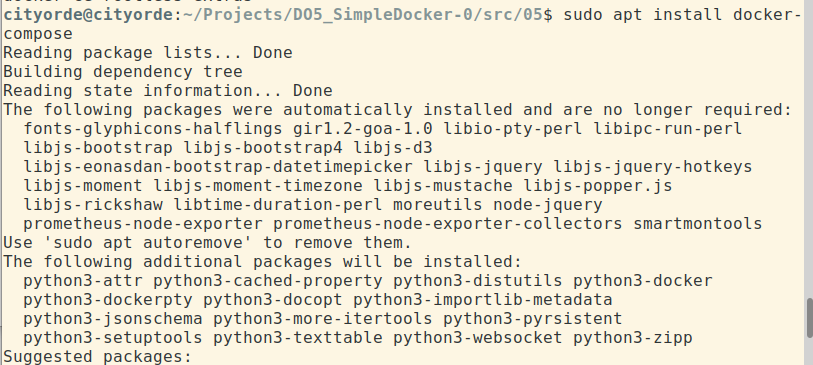 cityorde@cityorde:~/Projects/DO5_SimpleDocker-0/src/05$ sudo apt install docker-
compose
Reading package lists... Done
Building dependency tree
Reading state information... Done
The following packages were automatically installed and are no longer required:
  fonts-glyphicons-halflings gir1.2-goa-1.0 libio-pty-perl libipc-run-perl
  libjs-bootstrap libjs-bootstrap4 libjs-d3
  libjs-eonasdan-bootstrap-datetimepicker libjs-jquery libjs-jquery-hotkeys
  libjs-moment libjs-moment-timezone libjs-mustache libjs-popper.js
  libjs-rickshaw libtime-duration-perl moreutils node-jquery
  prometheus-node-exporter prometheus-node-exporter-collectors smartmontools
Use 'sudo apt autoremove' to remove them.
The following additional packages will be installed:
  python3-attr python3-cached-property python3-distutils python3-docker
  python3-dockerpty python3-docopt python3-importlib-metadata
  python3-jsonschema python3-more-itertools python3-pyrsistent
  python3-setuptools python3-texttable python3-websocket python3-zipp
Suggested packages: